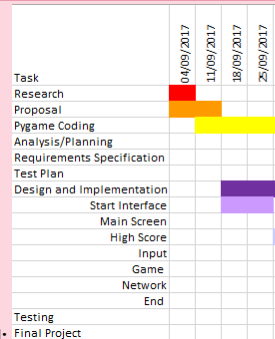 04/09/2017
11/09/2017
18/09/2017
25/09/2017
Task
Research
Proposal
Pygame Coding
Analysis/Planning
Requirements Specification
Test Plan
Design and Implementation
Start Interface
Main Screen
High Score
Input
Game
Network
End
Testing
Final Project